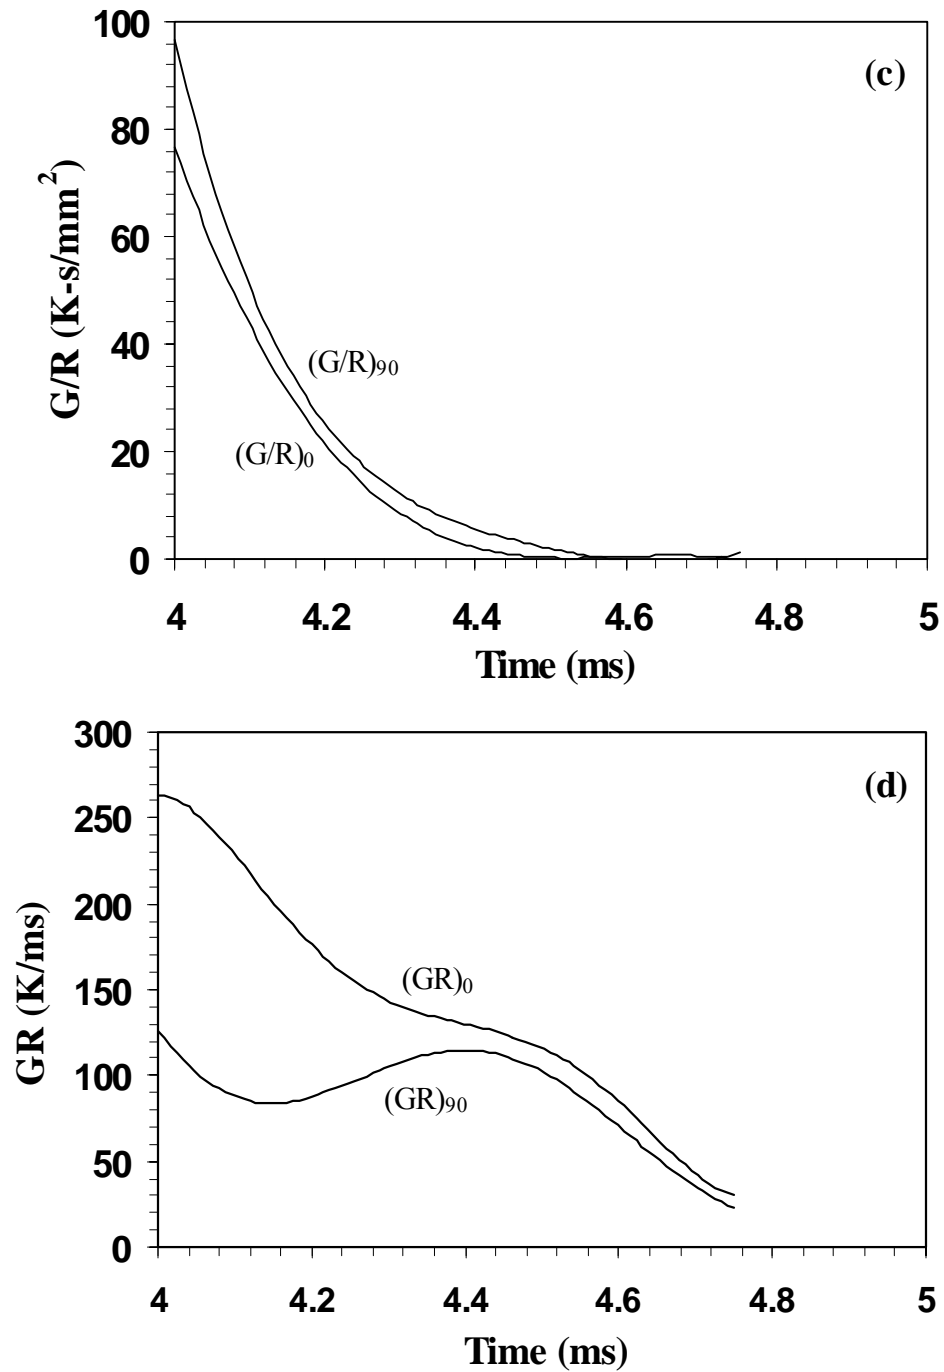 100
80
60
40
20
0
G/R (K-s/mm²)
(c)
(G/R)₉₀
(G/R)₀
4 4.2 4.4 4.6 4.8 5
Time (ms)
300
250
200
150
100
50
0
GR (K/ms)
(d)
(GR)₀
(GR)₉₀
4 4.2 4.4 4.6 4.8 5
Time (ms)